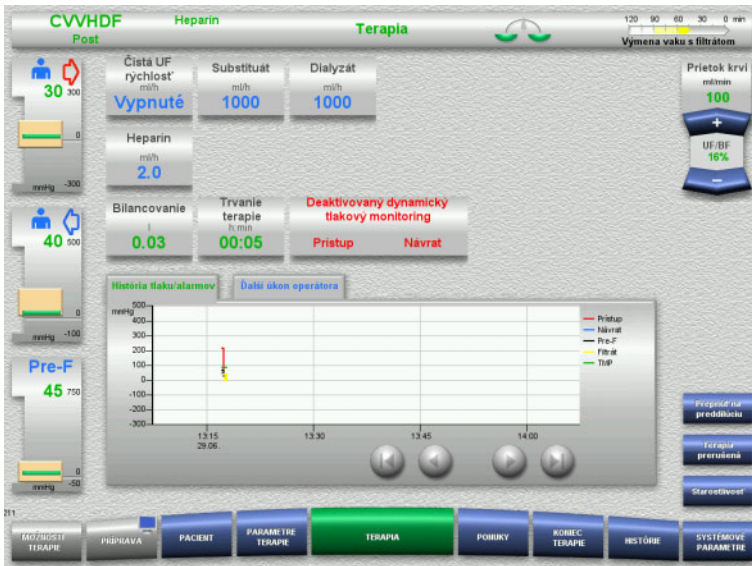 CVVHDF
Post
Heparín
Terapia
120 90 60 30 0 min
Výmena vaku s filtrátom
30 300
0
mmHg -300
Čistá UF
rýchlosť
ml/h
Vypnuté
Substituát
ml/h
1000
Dialyzát
ml/h
1000
Prietok krvi
ml/min
100
+
UF/BF
16%
−
Heparín
ml/h
2.0
40 500
0
mmHg -100
Bilancovanie
l
0.03
Trvanie
terapie
h:min
00:05
Deaktivovaný dynamický
tlakový monitoring
Prístup Návrat
História tlaku/alarmov
Ďalší úkon operátora
mmHg
500
400
300
200
100
0
-100
-200
-300
13:15 13:30 13:45 14:00
29.06.
Prístup
Návrat
Pre-F
Filtrát
TMP
Pre-F
45 750
0
mmHg -50
Prepnúť na
preddilúciu
Terapia
prerušená
Starostlivosť
211
MOŽNOSTI
TERAPIE
PRÍPRAVA
PACIENT
PARAMETRE
TERAPIE
TERAPIA
PONUKY
KONIEC
TERAPIE
HISTÓRIE
SYSTÉMOVÉ
PARAMETRE